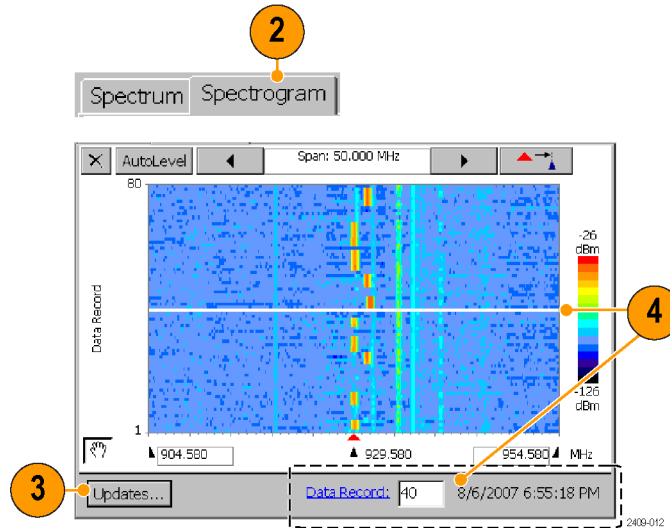 2
Spectrum Spectrogram
X AutoLevel Span: 50.000 MHz
80
-26
dBm
Data Record
4
-126
dBm
1
904.580 929.580 954.580 MHz
3
Updates... Data Record: 40 8/6/2007 6:55:18 PM
2409-012